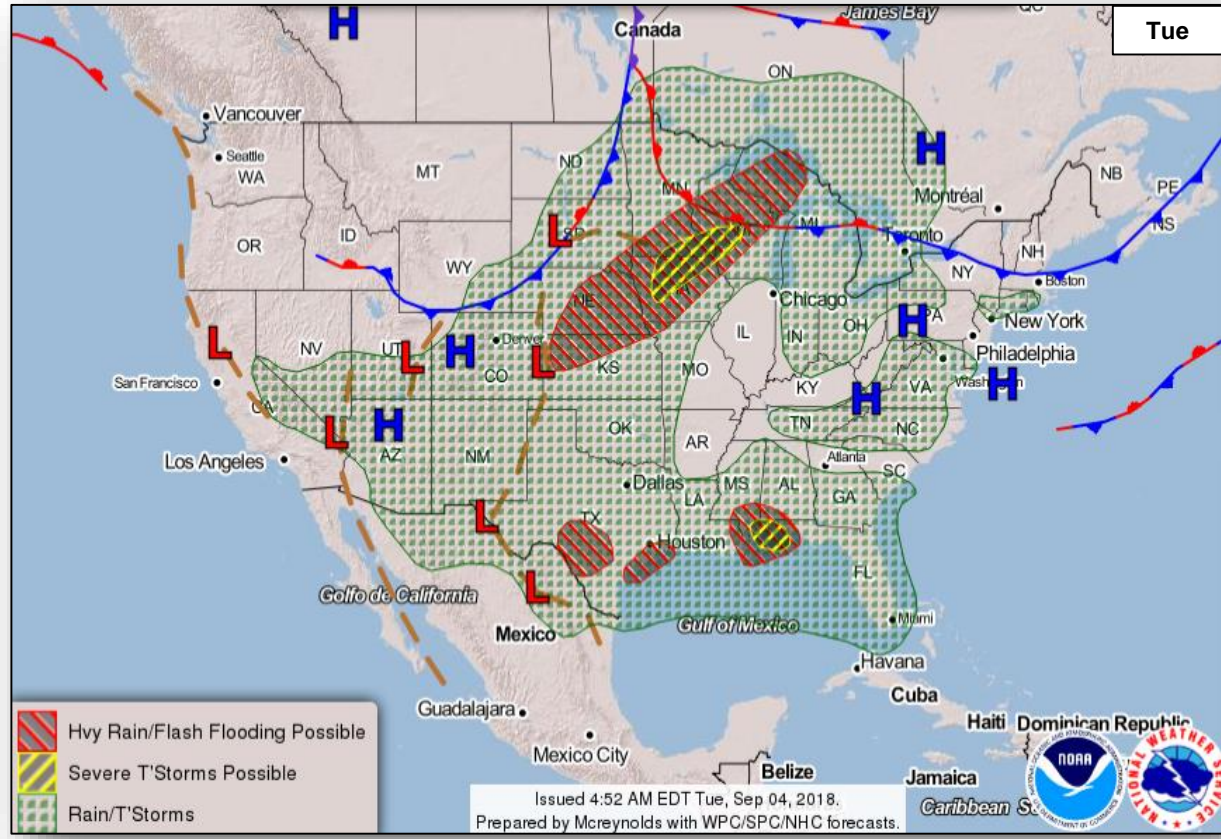 James Bay
QC
Tue
Canada
ON
Vancouver
Seattle
WA
MT
ND
MN
Montréal
NB
PE
NS
OR
ID
WY
SD
MI
Toronto
NH
NY
Boston
NE
IA
Chicago
PA
New York
NV
UT
Denver
CO
IL
IN
OH
Philadelphia
San Francisco
CA
KS
MO
KY
VA
Washington
AZ
NM
OK
AR
TN
NC
Los Angeles
Atlanta
SC
Dallas
LA
MS
AL
GA
TX
Houston
FL
Golfo de California
Mexico
Gulf of Mexico
Miami
Havana
Guadalajara
Cuba
Haiti
Dominican Republic
Mexico City
Belize
Jamaica
Caribbean
H
H
H
H
H
H
H
L
L
L
L
L
L
L
Hvy Rain/Flash Flooding Possible
Severe T'Storms Possible
Rain/T'Storms
Issued 4:52 AM EDT Tue, Sep 04, 2018.
Prepared by Mcreynolds with WPC/SPC/NHC forecasts.
NOAA
NATIONAL WEATHER SERVICE